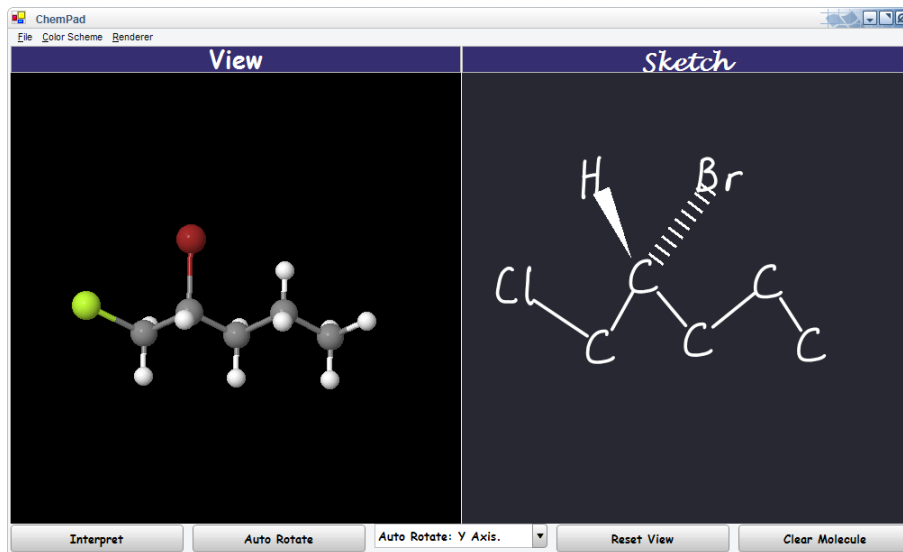 ChemPad
File Color Scheme Renderer
View
Sketch
H Br
C C
Cl
C C C
Interpret
Auto Rotate
Auto Rotate: Y Axis.
Reset View
Clear Molecule